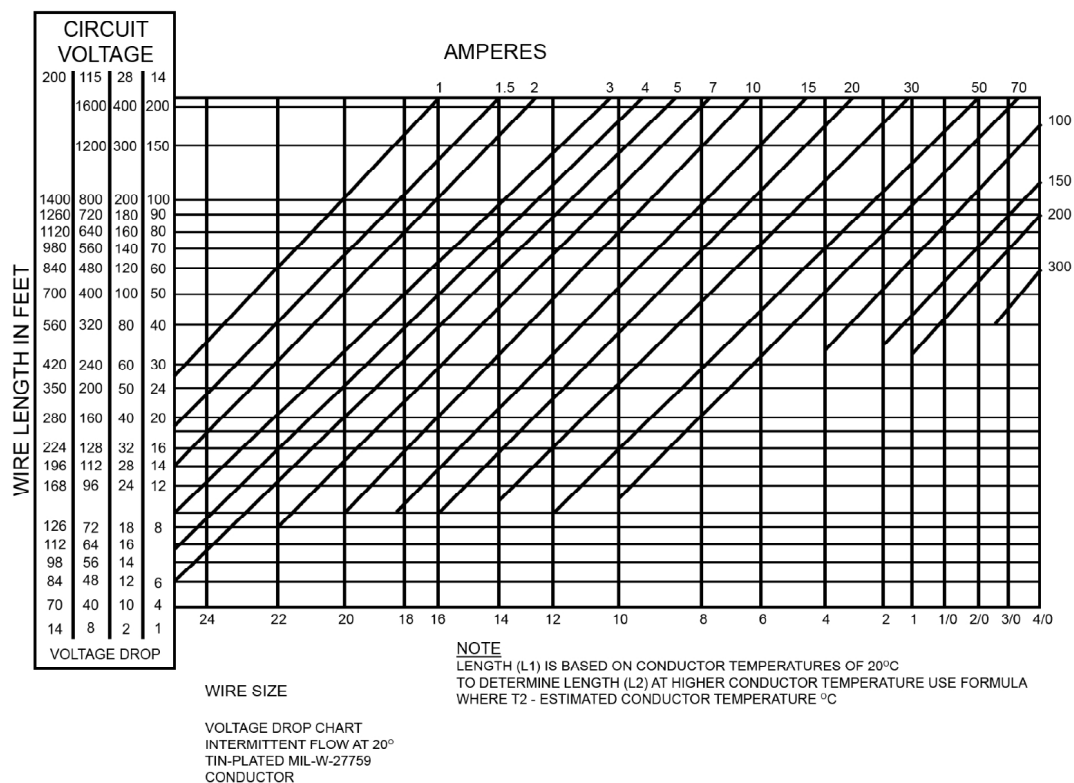 CIRCUIT
VOLTAGE
AMPERES
200 115 28 14
1 1.5 2 3 4 5 7 10 15 20 30 50 70
1600 400 200
100
1200 300 150
150
1400 800 200 100
1260 720 180 90
200
1120 640 160 80
980 560 140 70
840 480 120 60
300
700 400 100 50
560 320 80 40
420 240 60 30
350 200 50 24
280 160 40 20
224 128 32 16
196 112 28 14
168 96 24 12
126 72 18 8
112 64 16
98 56 14
84 48 12 6
70 40 10 4
14 8 2 1
WIRE LENGTH IN FEET
24 22 20 18 16 14 12 10 8 6 4 2 1 1/0 2/0 3/0 4/0
VOLTAGE DROP
NOTE
LENGTH (L1) IS BASED ON CONDUCTOR TEMPERATURES OF 20ºC
TO DETERMINE LENGTH (L2) AT HIGHER CONDUCTOR TEMPERATURE USE FORMULA
WHERE T2 - ESTIMATED CONDUCTOR TEMPERATURE ºC
WIRE SIZE
VOLTAGE DROP CHART
INTERMITTENT FLOW AT 20º
TIN-PLATED MIL-W-27759
CONDUCTOR